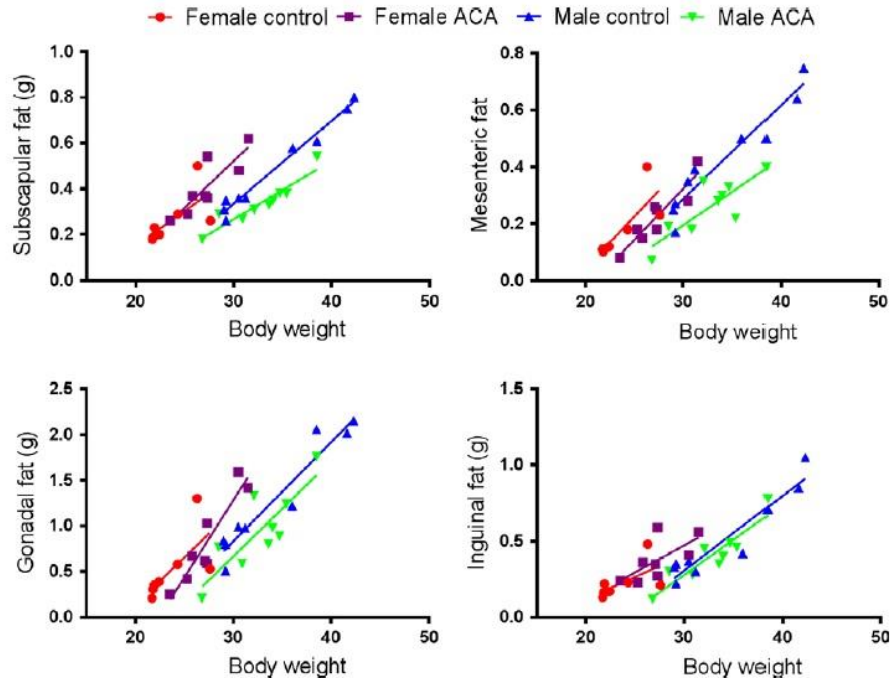 Female control Female ACA Male control Male ACA
Subscapular fat (g)
1.0
0.8
0.6
0.4
0.2
0.0
20 30 40 50
Body weight
Mesenteric fat
0.8
0.6
0.4
0.2
0.0
20 30 40 50
Body weight
Gonadal fat (g)
2.5
2.0
1.5
1.0
0.5
0.0
20 30 40 50
Body weight
Inguinal fat (g)
1.5
1.0
0.5
0.0
20 30 40 50
Body weight